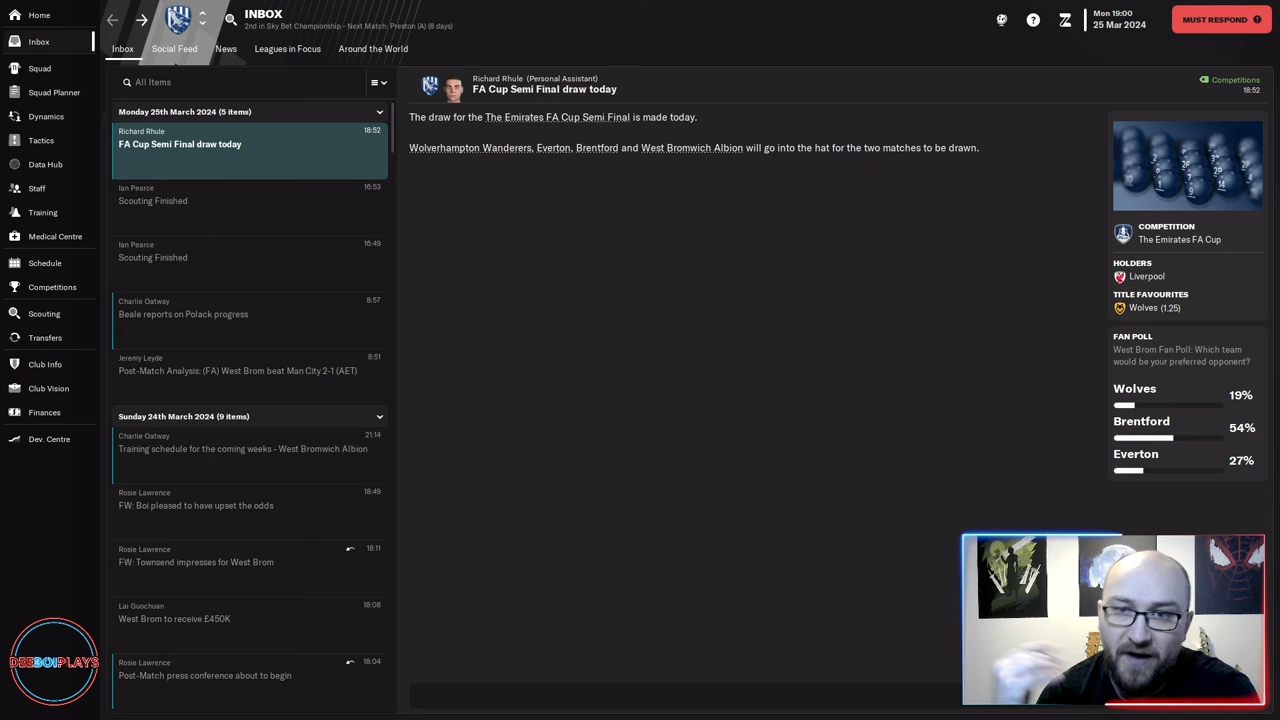 Home
Inbox
Squad
Squad Planner
Dynamics
Tactics
Data Hub
Staff
Training
Medical Centre
Schedule
Competitions
Scouting
Transfers
Club Info
Club Vision
Finances
Dev. Centre
DEEBOIPLAYS
INBOX
2nd in Sky Bet Championship - Next Match: Preston (A) (8 days)
Mon 19:00
25 Mar 2024
MUST RESPOND
Inbox Social Feed News Leagues in Focus Around the World
All Items
Monday 25th March 2024 (5 items)
Richard Rhule 18:52
FA Cup Semi Final draw today
Ian Pearce 16:53
Scouting Finished
Ian Pearce 16:49
Scouting Finished
Charlie Oatway 8:57
Beale reports on Polack progress
Jeremy Leyde 8:51
Post-Match Analysis: (FA) West Brom beat Man City 2-1 (AET)
Sunday 24th March 2024 (9 items)
Charlie Oatway 21:14
Training schedule for the coming weeks - West Bromwich Albion
Rosie Lawrence 18:49
FW: Boi pleased to have upset the odds
Rosie Lawrence 18:11
FW: Townsend impresses for West Brom
Lai Guochuan 18:08
West Brom to receive £450K
Rosie Lawrence 18:04
Post-Match press conference about to begin
Richard Rhule (Personal Assistant)
FA Cup Semi Final draw today
Competitions
18:52
The draw for the The Emirates FA Cup Semi Final is made today.
Wolverhampton Wanderers, Everton, Brentford and West Bromwich Albion will go into the hat for the two matches to be drawn.
COMPETITION
The Emirates FA Cup
HOLDERS
Liverpool
TITLE FAVOURITES
Wolves (1.25)
FAN POLL
West Brom Fan Poll: Which team
would be your preferred opponent?
Wolves 19%
Brentford 54%
Everton 27%